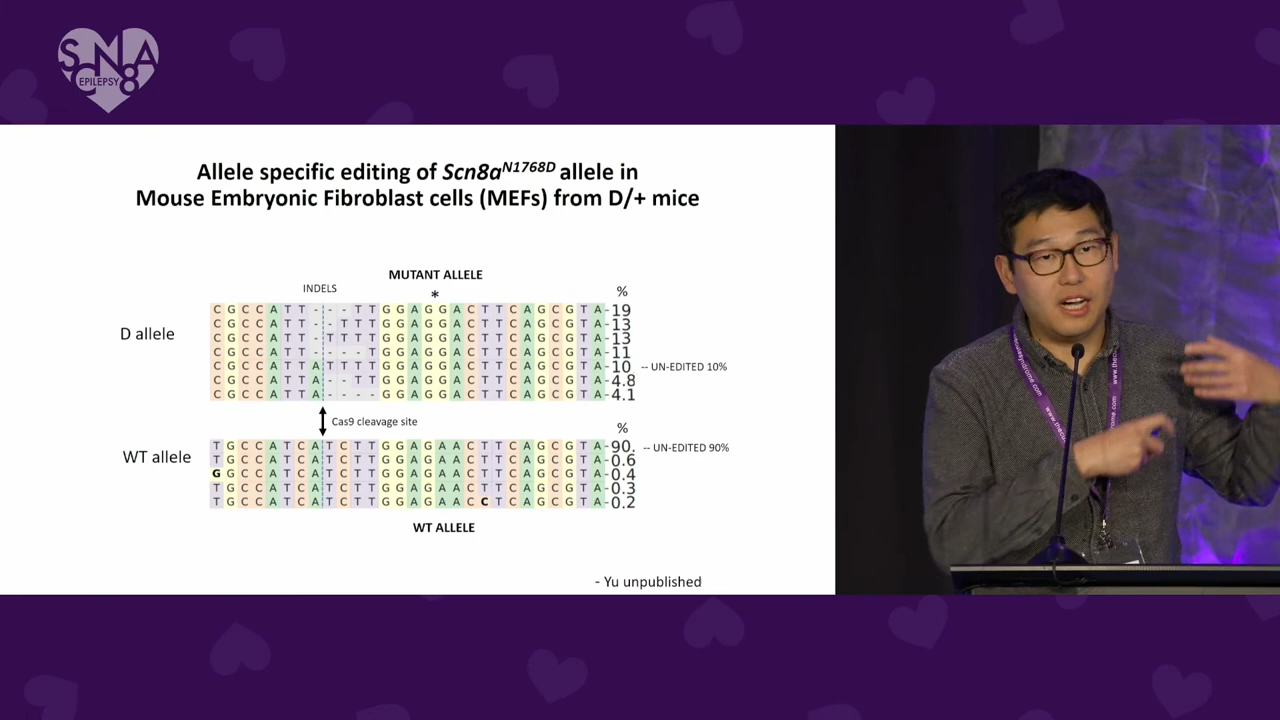 SCN8A
EPILEPSY
Allele specific editing of Scn8aN1768D allele in
Mouse Embryonic Fibroblast cells (MEFs) from D/+ mice
MUTANT ALLELE
INDELS
*
%
D allele
C G C C A T T - - - T T G G A G G A C T T C A G C G T A -19
C G C C A T T - - T T T G G A G G A C T T C A G C G T A -13
C G C C A T T - T T T T G G A G G A C T T C A G C G T A -13
C G C C A T T - - - - T G G A G G A C T T C A G C G T A -11
C G C C A T T A T T T T G G A G G A C T T C A G C G T A -10 -- UN-EDITED 10%
C G C C A T T A - - T T G G A G G A C T T C A G C G T A -4.8
C G C C A T T A - - - - G G A G G A C T T C A G C G T A -4.1
Cas9 cleavage site
%
WT allele
T G C C A T C A T C T T G G A G A A C T T C A G C G T A -90. -- UN-EDITED 90%
T G C C A T C A T C T T G G A G A A C T T C A G C G T A -0.6
G G C C A T C A T C T T G G A G A A C T T C A G C G T A -0.4
T G C C A T C A T C T T G G A G A A C T T C A G C G T A -0.3
T G C C A T C A T C T T G G A G A A C C T C A G C G T A -0.2
WT ALLELE
- Yu unpublished